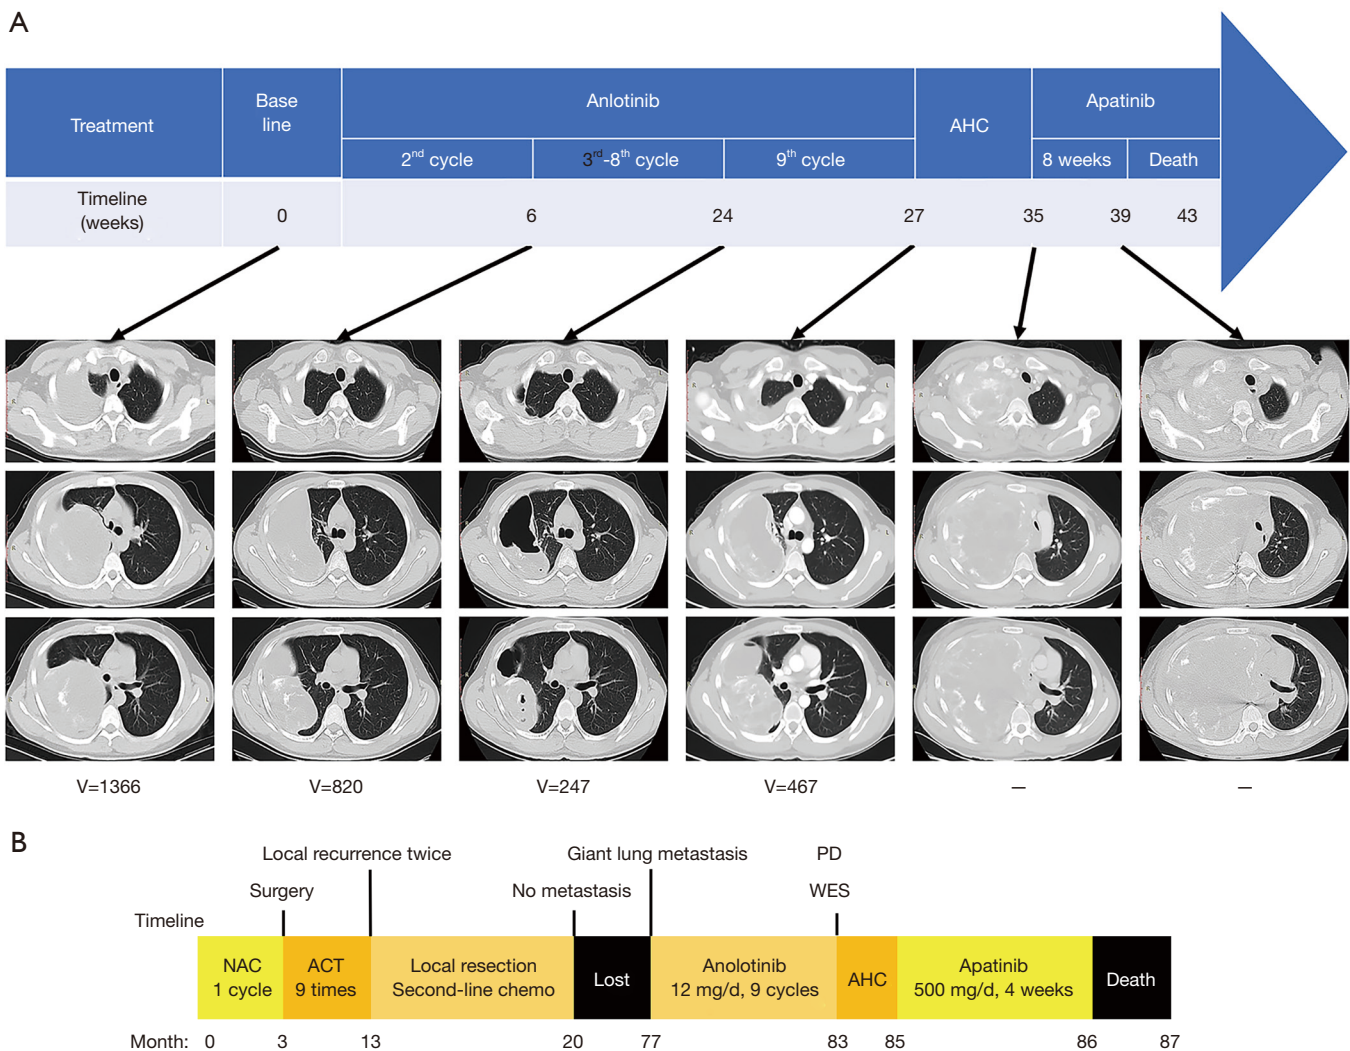 A
Treatment
Base
line
Anlotinib
AHC
Apatinib
2nd cycle
3rd-8th cycle
9th cycle
8 weeks
Death
Timeline
(weeks)
0
6
24
27
35
39
43
V=1366
V=820
V=247
V=467
—
—
B
Local recurrence twice
Giant lung metastasis
PD
Surgery
No metastasis
WES
Timeline
NAC
1 cycle
ACT
9 times
Local resection
Second-line chemo
Lost
Anolotinib
12 mg/d, 9 cycles
AHC
Apatinib
500 mg/d, 4 weeks
Death
Month: 0 3 13 20 77 83 85 86 87